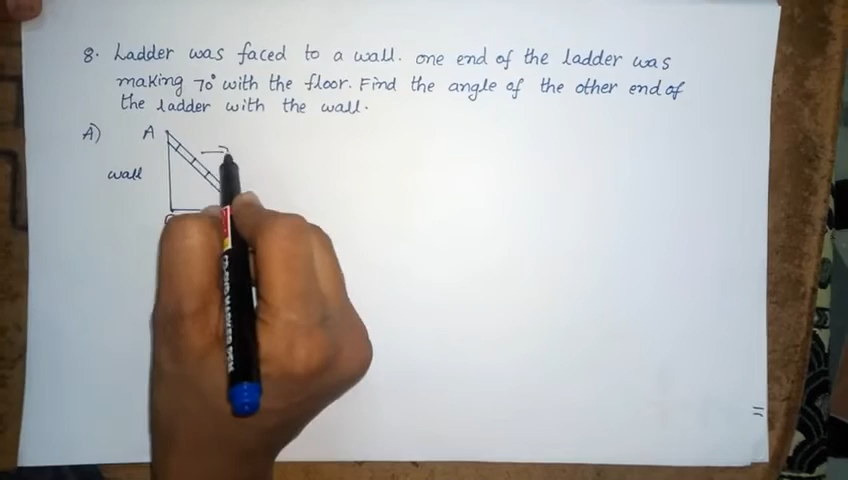 8. Ladder was faced to a wall. one end of the ladder was
making 70° with the floor. Find the angle of the other end of
the ladder with the wall.
A) A
wall